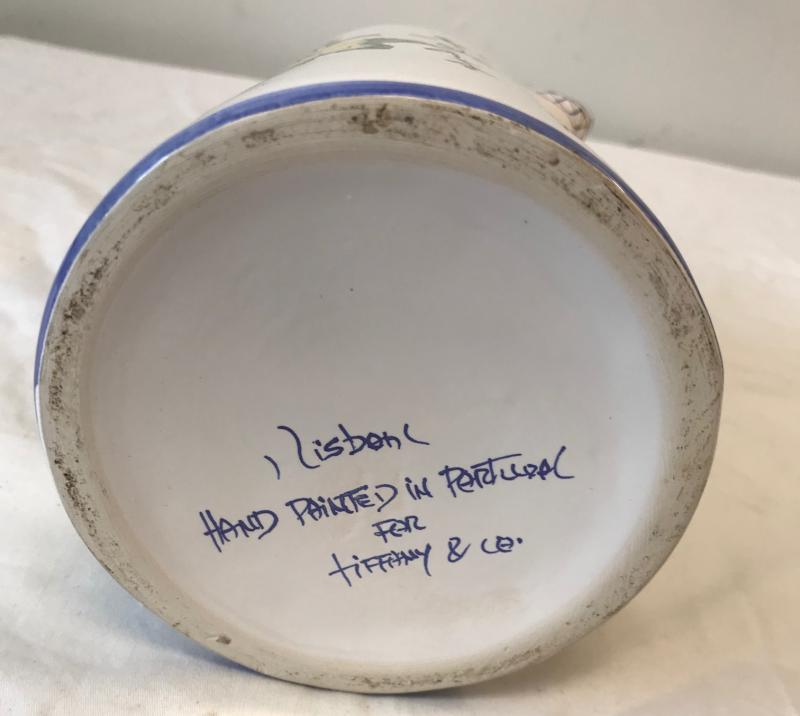 "Lisbon"
HAND PAINTED IN PORTUGAL
FOR
TIFFANY & CO.